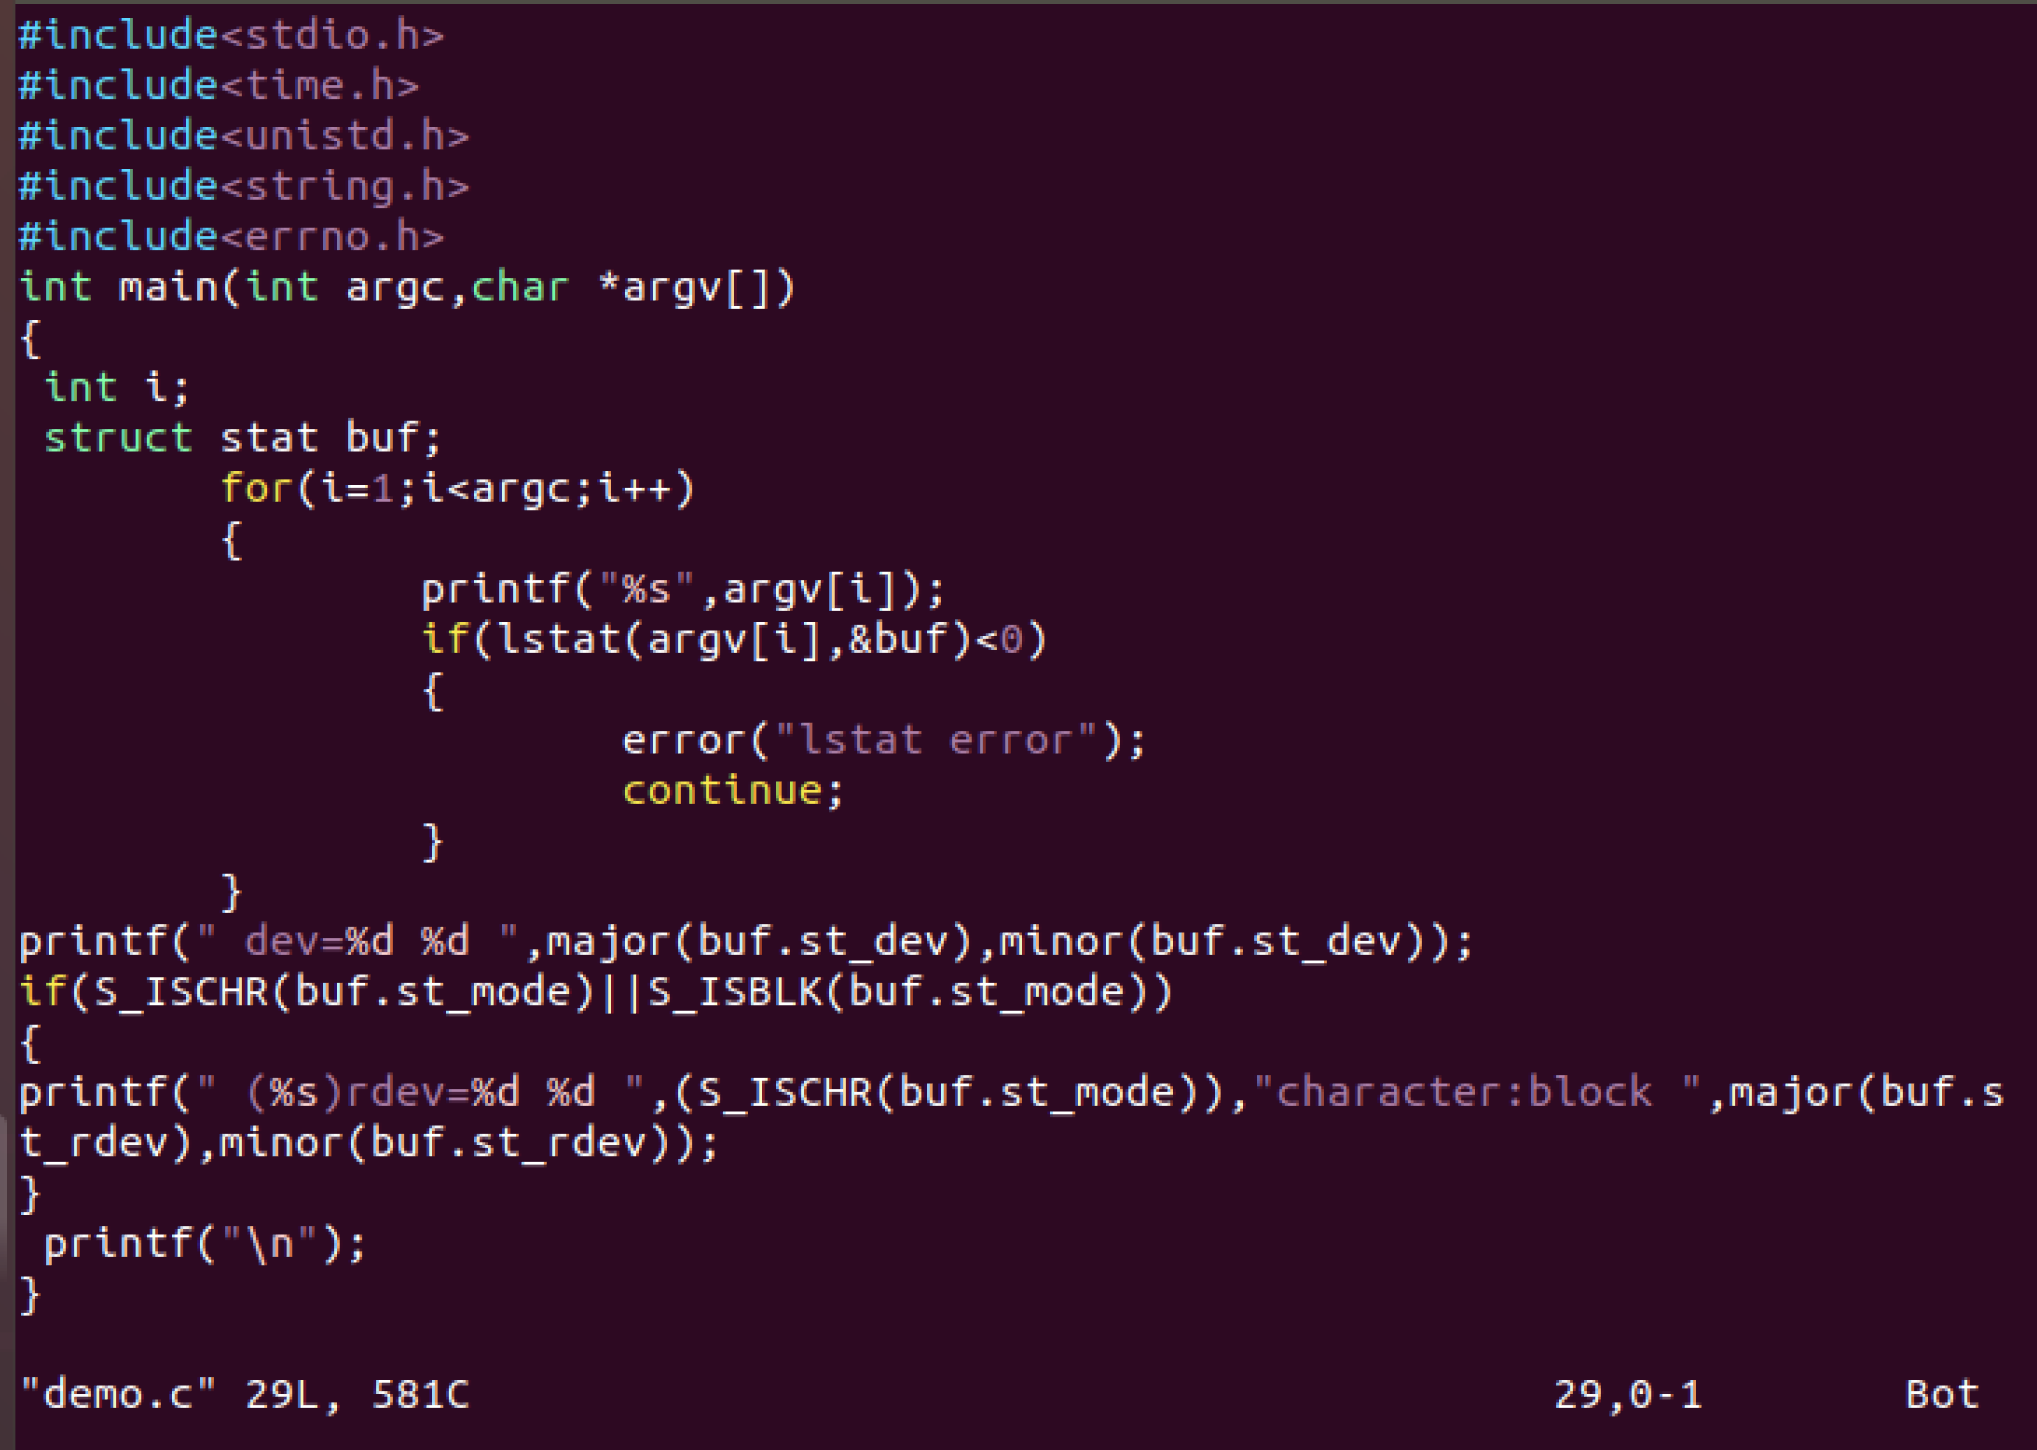 #include<stdio.h>
#include<time.h>
#include<unistd.h>
#include<string.h>
#include<errno.h>
int main(int argc,char *argv[])
{
 int i;
 struct stat buf;
        for(i=1;i<argc;i++)
        {
                printf("%s",argv[i]);
                if(lstat(argv[i],&buf)<0)
                {
                        error("lstat error");
                        continue;
                }
        }
printf(" dev=%d %d ",major(buf.st_dev),minor(buf.st_dev));
if(S_ISCHR(buf.st_mode)||S_ISBLK(buf.st_mode))
{
printf(" (%s)rdev=%d %d ",(S_ISCHR(buf.st_mode)),"character:block ",major(buf.s
t_rdev),minor(buf.st_rdev));
}
 printf("\n");
}
"demo.c" 29L, 581C 29,0-1 Bot